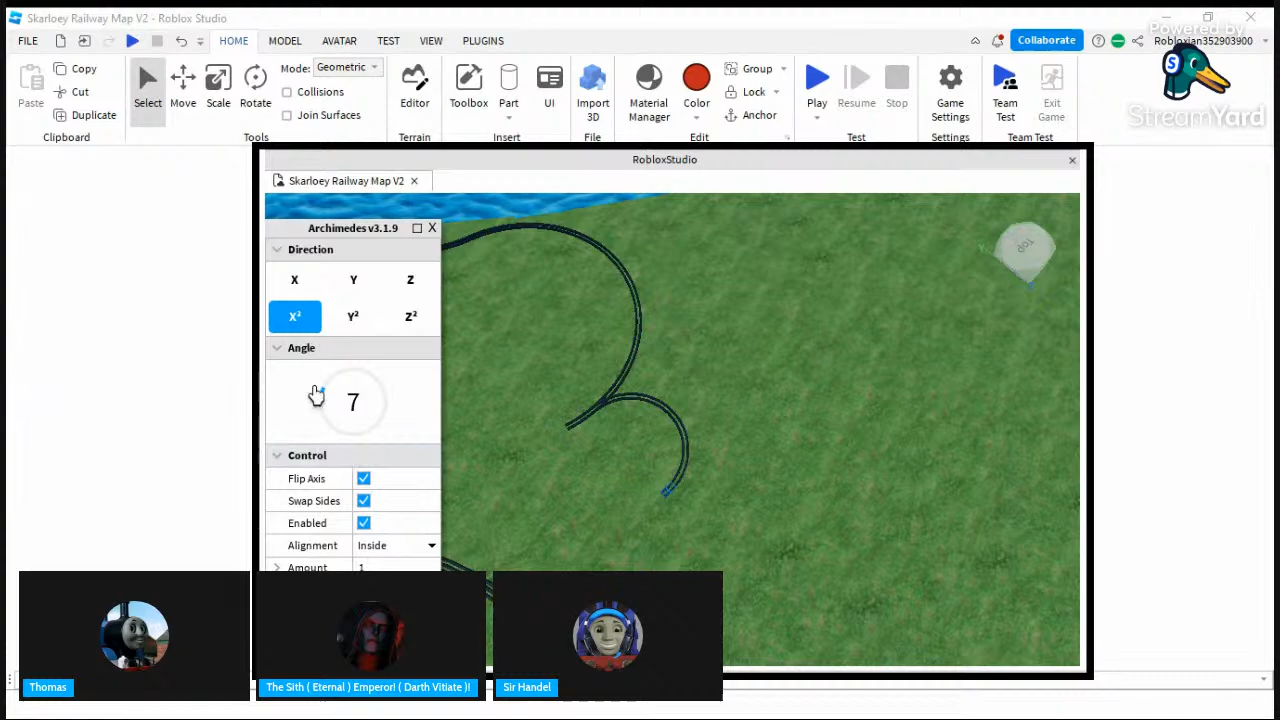 Skarloey Railway Map V2 - Roblox Studio
Powered by
FILE HOME MODEL AVATAR TEST VIEW PLUGINS Collaborate Robloxian352903900
Paste Copy Cut Duplicate Select Move Scale Rotate Mode: Geometric Collisions Join Surfaces Editor Toolbox Part UI Import 3D Material Manager Color Group Lock Anchor Play Resume Stop Game Settings Team Test Exit Game
Clipboard Tools Terrain Insert File Edit Test Settings Team Test
S
StreamYard
RobloxStudio
Skarloey Railway Map V2
Archimedes v3.1.9 X
Direction
X Y Z
X² Y² Z²
Angle
7
Control
Flip Axis
Swap Sides
Enabled
Alignment Inside
Amount 1
Top
Thomas
The Sith ( Eternal ) Emperor! ( Darth Vitiate )!
Sir Handel